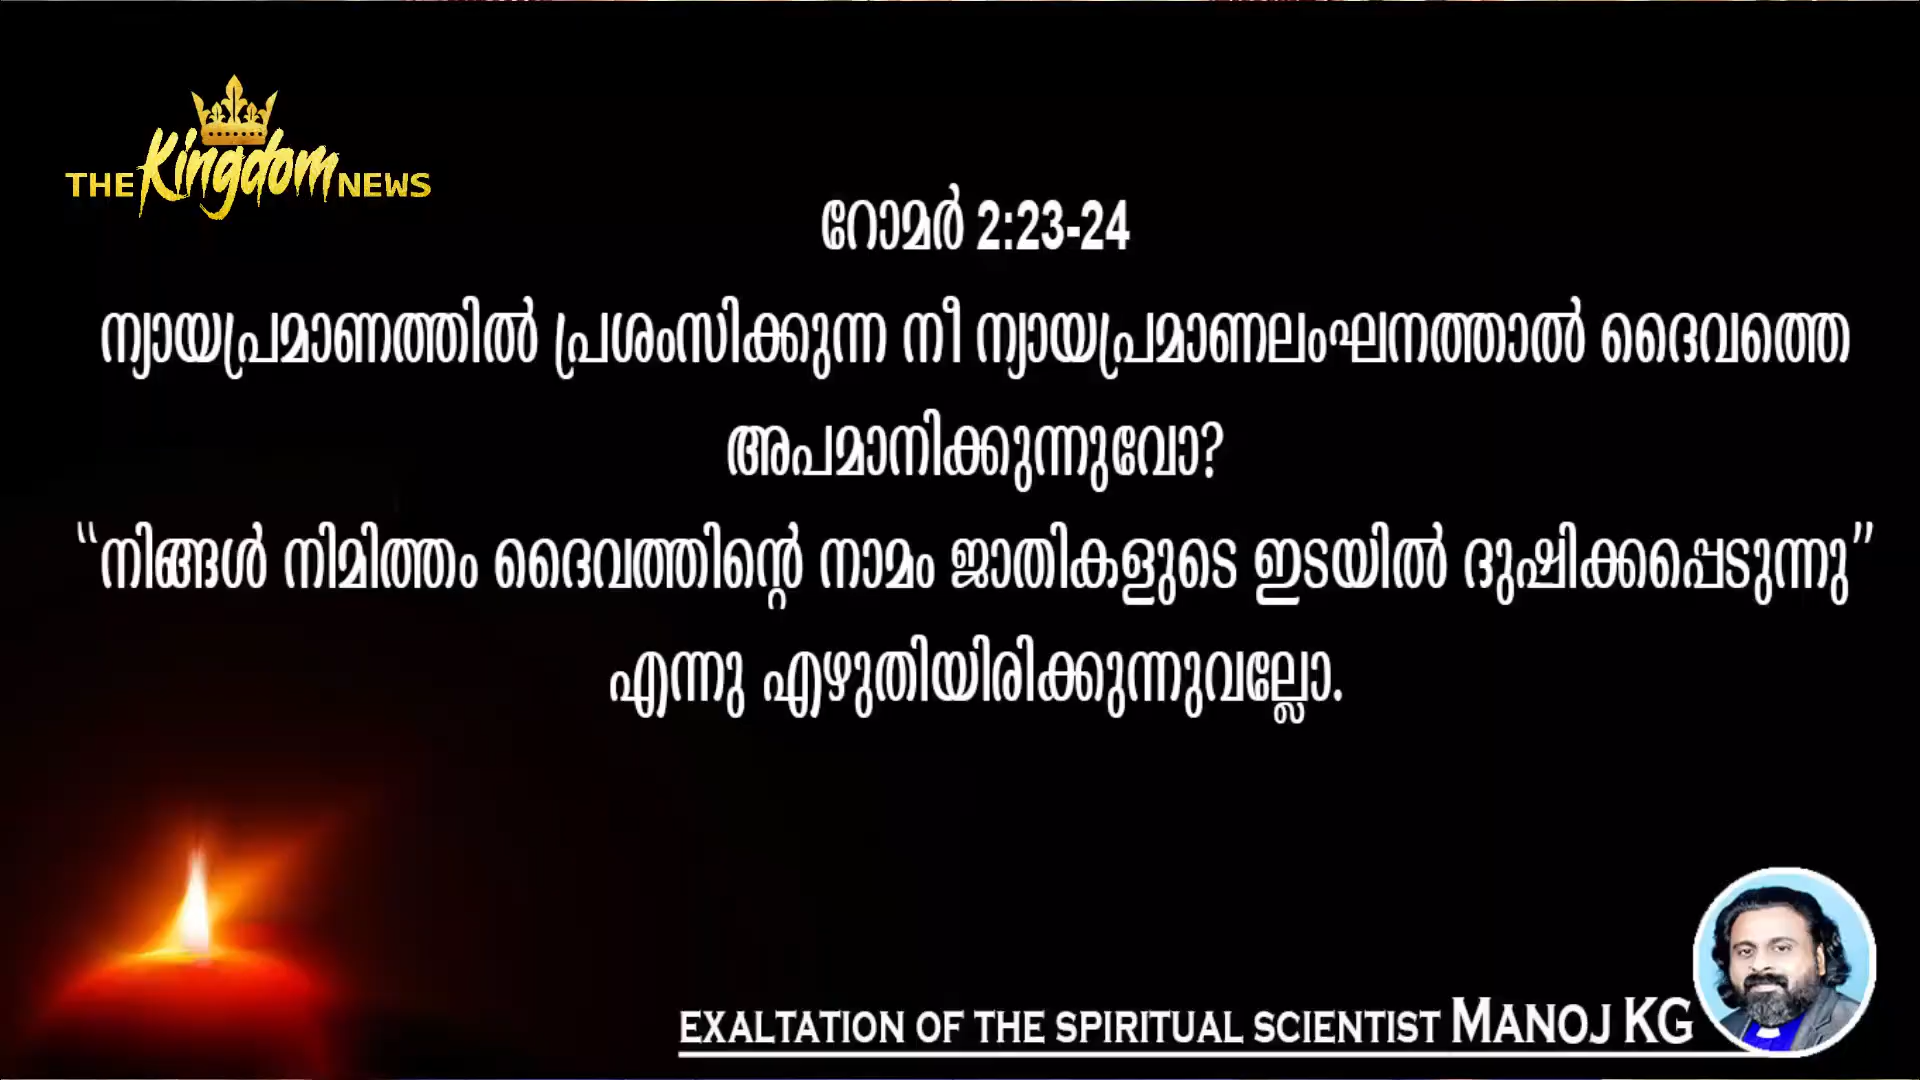 THE Kingdom NEWS
റോമർ 2:23-24
ന്യായപ്രമാണത്തിൽ പ്രശംസിക്കുന്ന നീ ന്യായപ്രമാണലംഘനത്താൽ ദൈവത്തെ
അപമാനിക്കുന്നുവോ?
“നിങ്ങൾ നിമിത്തം ദൈവത്തിന്റെ നാമം ജാതികളുടെ ഇടയിൽ ദുഷിക്കപ്പെടുന്നു”
എന്നു എഴുതിയിരിക്കുന്നുവല്ലോ.
EXALTATION OF THE SPIRITUAL SCIENTIST MANOJ KG